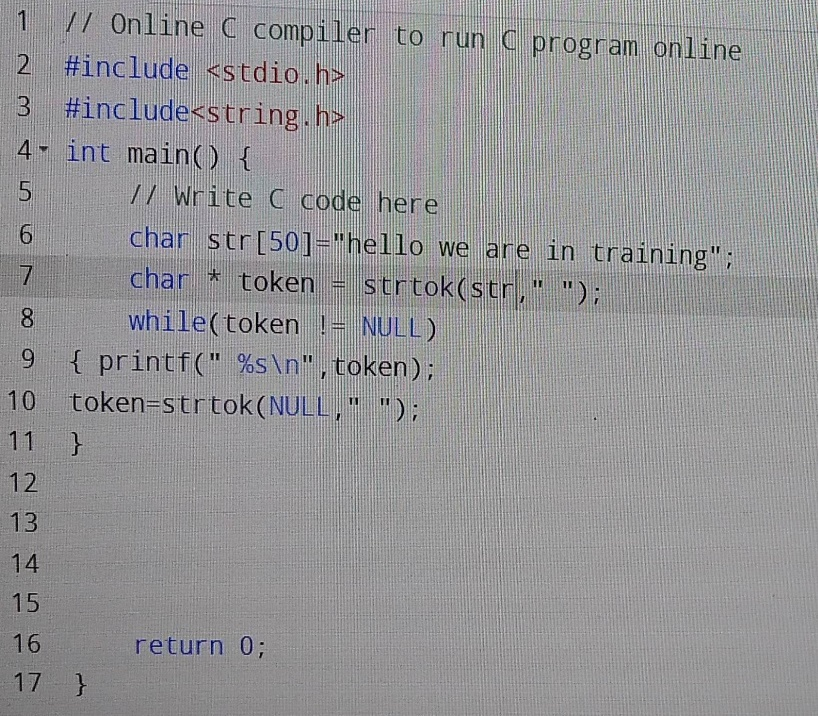 1 // Online C compiler to run C program online
2 #include <stdio.h>
3 #include<string.h>
4 int main() {
5 // Write C code here
6 char str[50]="hello we are in training";
7 char * token = strtok(str," ");
8 while(token != NULL)
9 { printf(" %s\n",token);
10 token=strtok(NULL," ");
11 }
12
13
14
15
16 return 0;
17 }